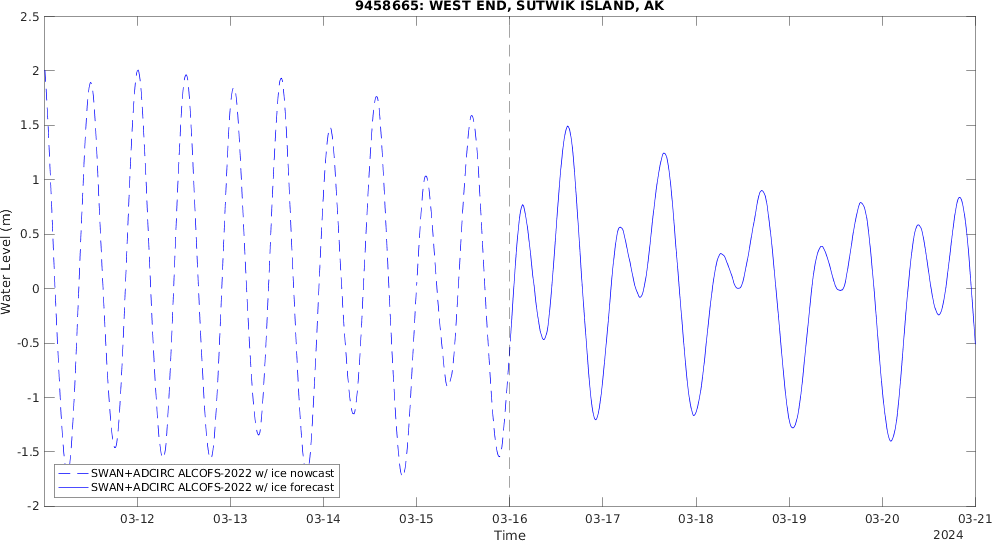 9458665: WEST END, SUTWIK ISLAND, AK
2.5
2
1.5
1
0.5
0
-0.5
-1
-1.5
-2
Water Level (m)
SWAN+ADCIRC ALCOFS-2022 w/ ice nowcast
SWAN+ADCIRC ALCOFS-2022 w/ ice forecast
03-12 03-13 03-14 03-15 03-16 03-17 03-18 03-19 03-20 03-21
Time
2024